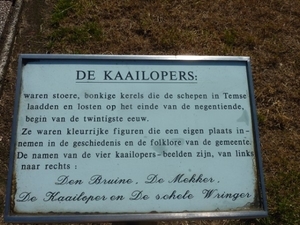 DE KAAILOPERS:
waren stoere, bonkige kerels die de schepen in Temse
laadden en losten op het einde van de negentiende,
begin van de twintigste eeuw.
Ze waren kleurrijke figuren die een eigen plaats in-
nemen in de geschiedenis en de folklore van de gemeente.
De namen van de vier kaailopers-beelden zijn, van links
naar rechts :
Den Bruine, De Mekker,
De Kaailoper en De schele Wringer